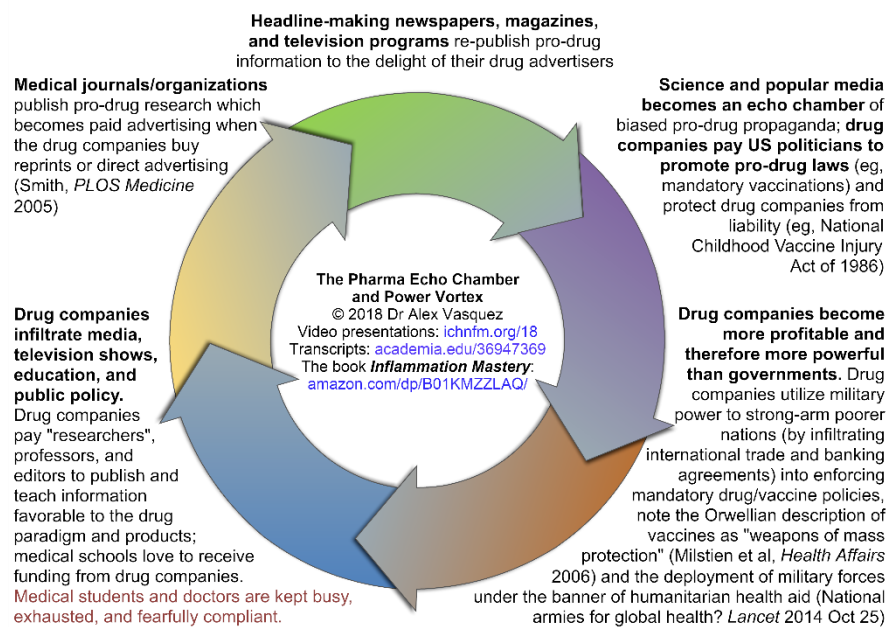 Headline-making newspapers, magazines,
and television programs re-publish pro-drug
information to the delight of their drug advertisers
Medical journals/organizations
publish pro-drug research which
becomes paid advertising when
the drug companies buy
reprints or direct advertising
(Smith, PLOS Medicine
2005)
Science and popular media
becomes an echo chamber of
biased pro-drug propaganda; drug
companies pay US politicians to
promote pro-drug laws (eg,
mandatory vaccinations) and
protect drug companies from
liability (eg, National
Childhood Vaccine Injury
Act of 1986)
The Pharma Echo Chamber
and Power Vortex
© 2018 Dr Alex Vasquez
Video presentations: ichnfm.org/18
Transcripts: academia.edu/36947369
The book Inflammation Mastery:
amazon.com/dp/B01KMZZLAQ/
Drug companies
infiltrate media,
television shows,
education, and
public policy.
Drug companies
pay "researchers",
professors, and
editors to publish and
teach information
favorable to the drug
paradigm and products;
medical schools love to receive
funding from drug companies.
Medical students and doctors are kept busy,
exhausted, and fearfully compliant.
Drug companies become
more profitable and
therefore more powerful
than governments. Drug
companies utilize military
power to strong-arm poorer
nations (by infiltrating
international trade and banking
agreements) into enforcing
mandatory drug/vaccine policies,
note the Orwellian description of
vaccines as "weapons of mass
protection" (Milstien et al, Health Affairs
2006) and the deployment of military forces
under the banner of humanitarian health aid (National
armies for global health? Lancet 2014 Oct 25)